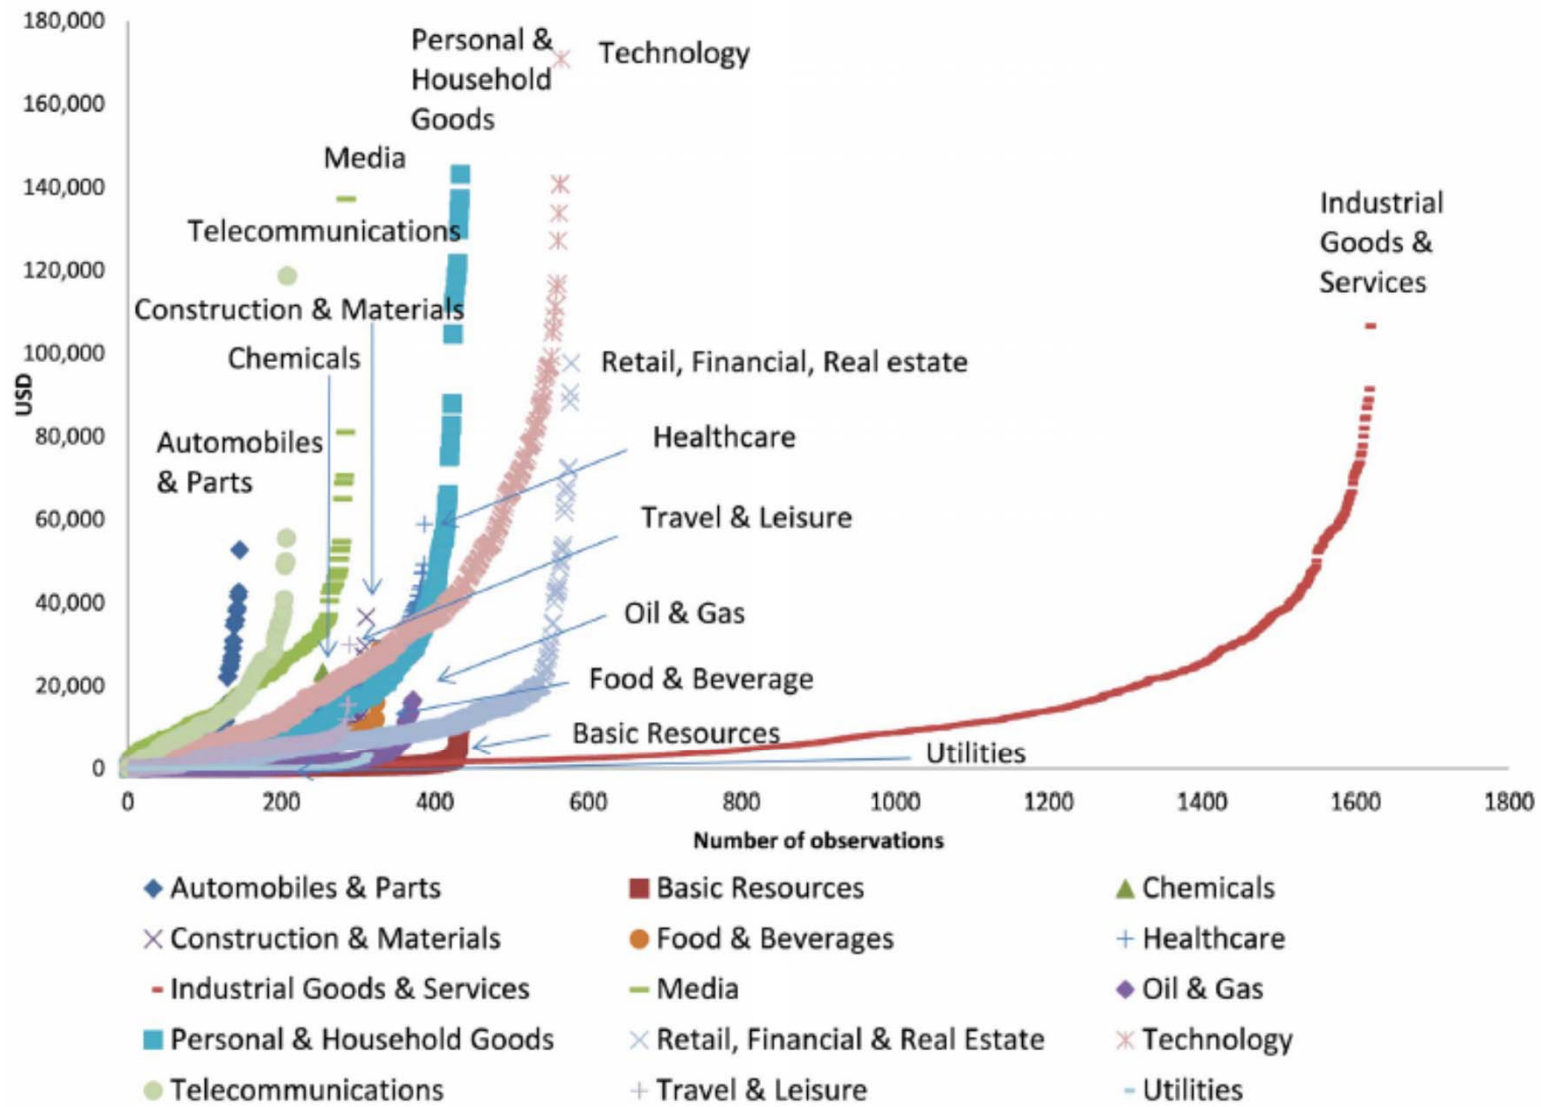 180,000
160,000
140,000
120,000
100,000
80,000
60,000
40,000
20,000
0
USD
Personal &
Household
Goods
Technology
Media
Telecommunications
Construction & Materials
Chemicals
Automobiles
& Parts
Industrial
Goods &
Services
Retail, Financial, Real estate
Healthcare
Travel & Leisure
Oil & Gas
Food & Beverage
Basic Resources
Utilities
0 200 400 600 800 1000 1200 1400 1600 1800
Number of observations
Automobiles & Parts Basic Resources Chemicals
Construction & Materials Food & Beverages Healthcare
Industrial Goods & Services Media Oil & Gas
Personal & Household Goods Retail, Financial & Real Estate Technology
Telecommunications Travel & Leisure Utilities